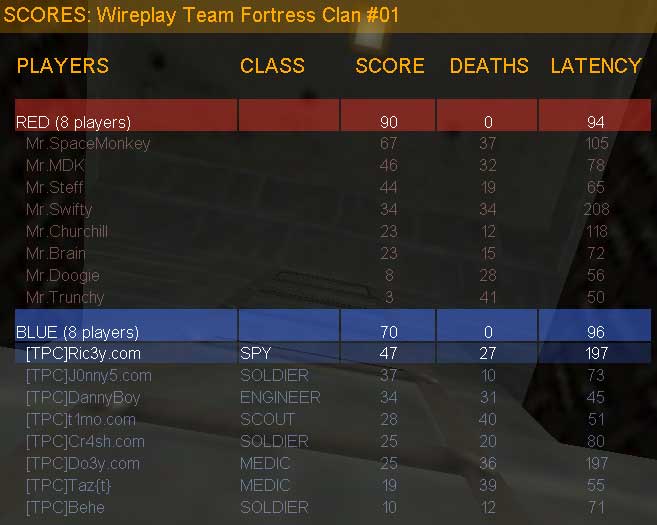 SCORES: Wireplay Team Fortress Clan #01
PLAYERS CLASS SCORE DEATHS LATENCY
RED (8 players) 90 0 94
Mr.SpaceMonkey 67 37 105
Mr.MDK 46 32 78
Mr.Steff 44 19 65
Mr.Swifty 34 34 208
Mr.Churchill 23 12 118
Mr.Brain 23 15 72
Mr.Doogie 8 28 56
Mr.Trunchy 3 41 50
BLUE (8 players) 70 0 96
[TPC]Ric3y.com SPY 47 27 197
[TPC]J0nny5.com SOLDIER 37 10 73
[TPC]DannyBoy ENGINEER 34 31 45
[TPC]t1mo.com SCOUT 28 40 51
[TPC]Cr4sh.com SOLDIER 25 20 80
[TPC]Do3y.com MEDIC 25 36 197
[TPC]Taz{t} MEDIC 19 39 55
[TPC]Behe SOLDIER 10 12 71